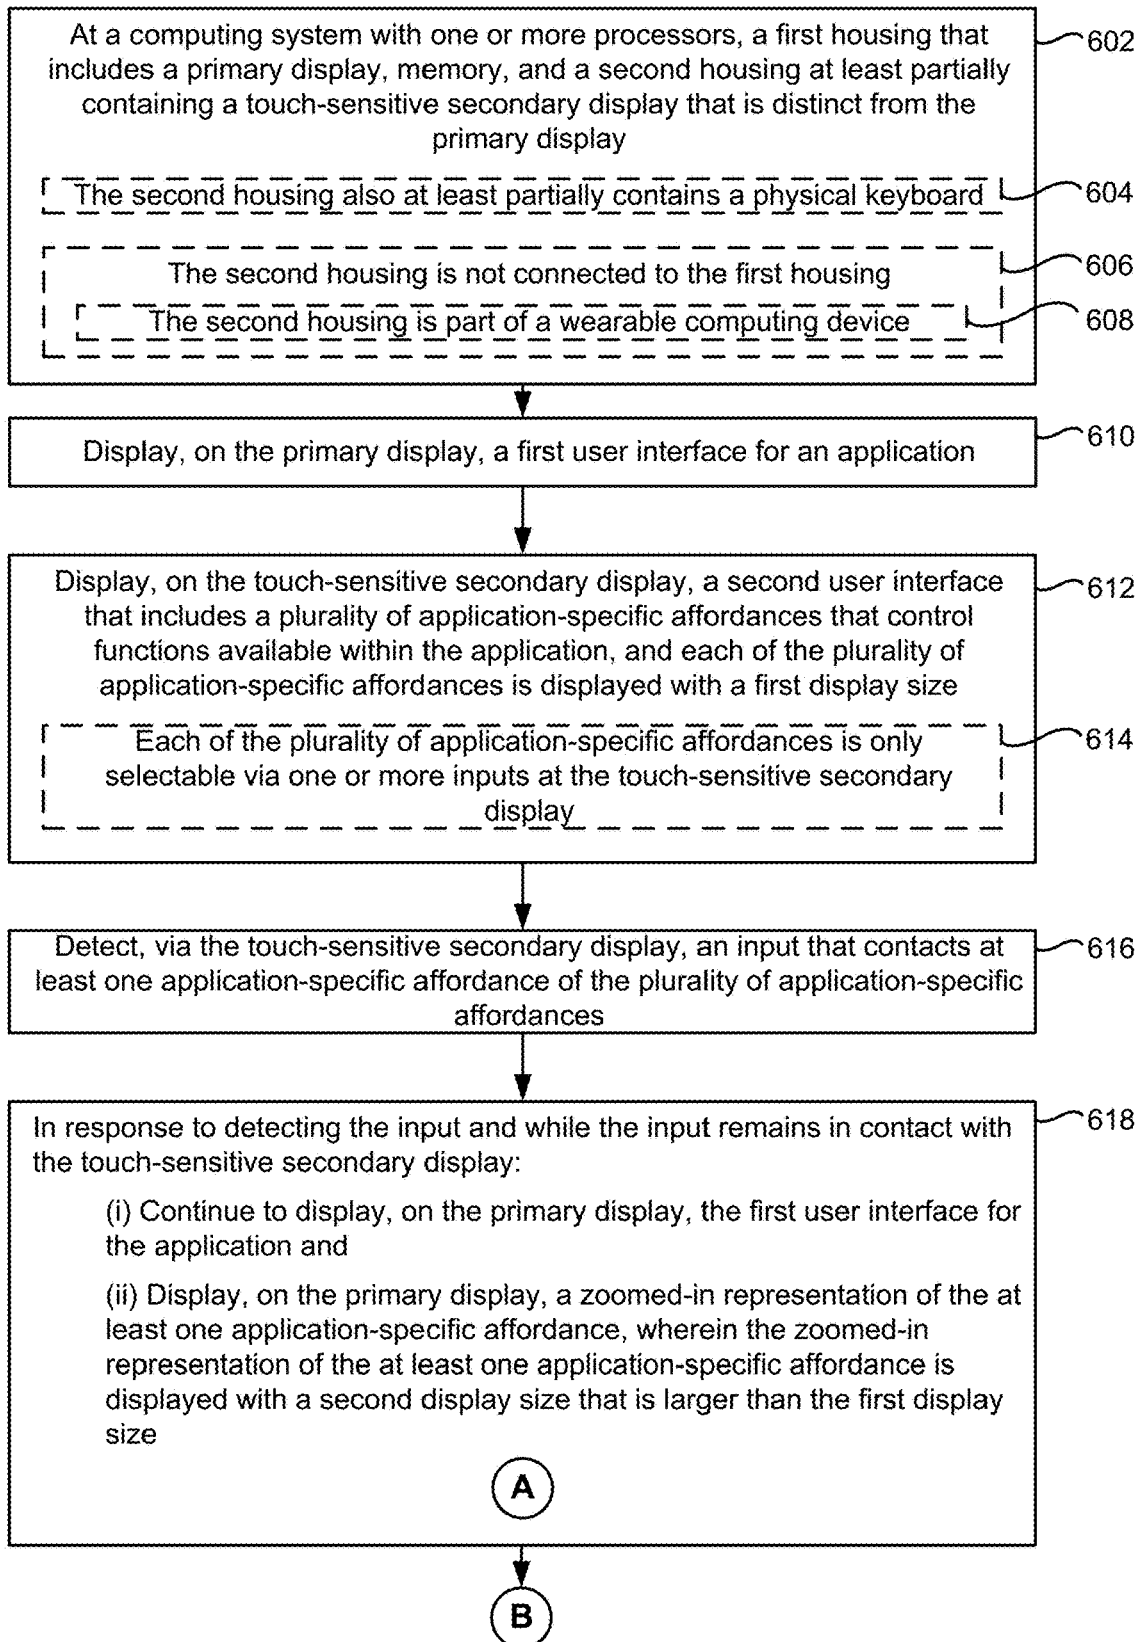 At a computing system with one or more processors, a first housing that
includes a primary display, memory, and a second housing at least partially
containing a touch-sensitive secondary display that is distinct from the
primary display
602
The second housing also at least partially contains a physical keyboard
604
The second housing is not connected to the first housing
606
The second housing is part of a wearable computing device
608
Display, on the primary display, a first user interface for an application
610
Display, on the touch-sensitive secondary display, a second user interface
that includes a plurality of application-specific affordances that control
functions available within the application, and each of the plurality of
application-specific affordances is displayed with a first display size
612
Each of the plurality of application-specific affordances is only
selectable via one or more inputs at the touch-sensitive secondary
display
614
Detect, via the touch-sensitive secondary display, an input that contacts at
least one application-specific affordance of the plurality of application-specific
affordances
616
In response to detecting the input and while the input remains in contact with
the touch-sensitive secondary display:
618
(i) Continue to display, on the primary display, the first user interface for
the application and
(ii) Display, on the primary display, a zoomed-in representation of the at
least one application-specific affordance, wherein the zoomed-in
representation of the at least one application-specific affordance is
displayed with a second display size that is larger than the first display
size
A
B